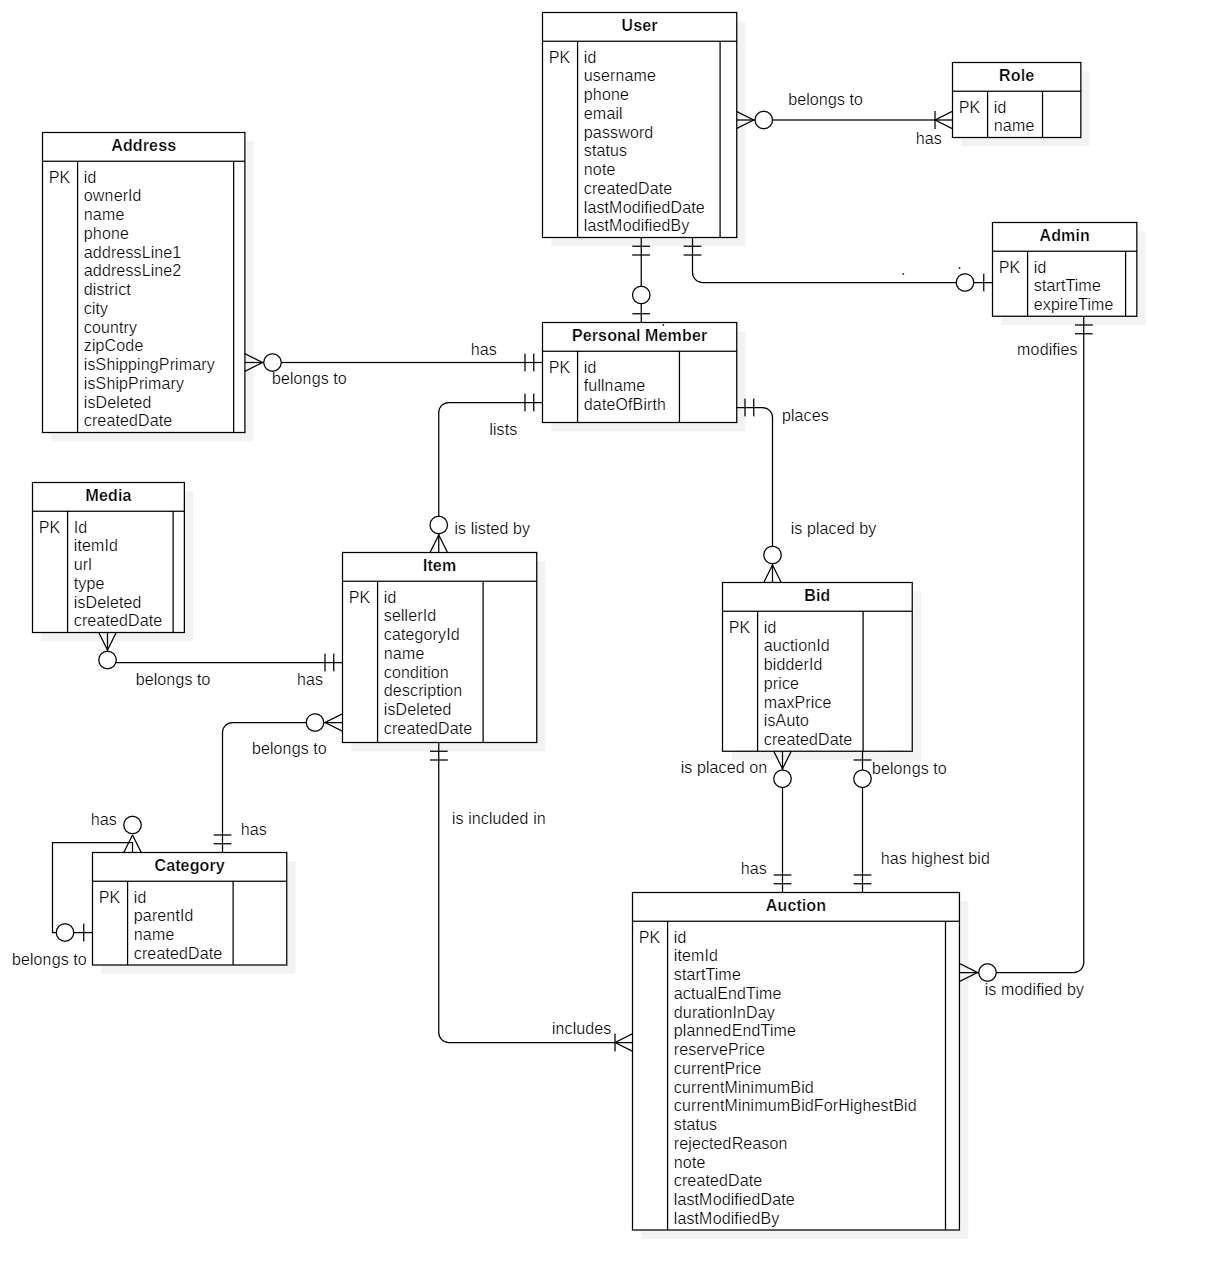 User
PK
id
username
phone
email
password
status
note
createdDate
lastModifiedDate
lastModifiedBy
belongs to
has
Role
PK
id
name
Address
PK
id
ownerId
name
phone
addressLine1
addressLine2
district
city
country
zipCode
isShippingPrimary
isShipPrimary
isDeleted
createdDate
Admin
PK
id
startTime
expireTime
modifies
has
belongs to
Personal Member
PK
id
fullname
dateOfBirth
lists
places
is listed by
is placed by
Media
PK
Id
itemId
url
type
isDeleted
createdDate
belongs to
has
Item
PK
id
sellerId
categoryId
name
condition
description
isDeleted
createdDate
belongs to
Bid
PK
id
auctionId
bidderId
price
maxPrice
isAuto
createdDate
is placed on
belongs to
has
has highest bid
is included in
has
has
Category
PK
id
parentId
name
createdDate
belongs to
includes
is modified by
Auction
PK
id
itemId
startTime
actualEndTime
durationInDay
plannedEndTime
reservePrice
currentPrice
currentMinimumBid
currentMinimumBidForHighestBid
status
rejectedReason
note
createdDate
lastModifiedDate
lastModifiedBy